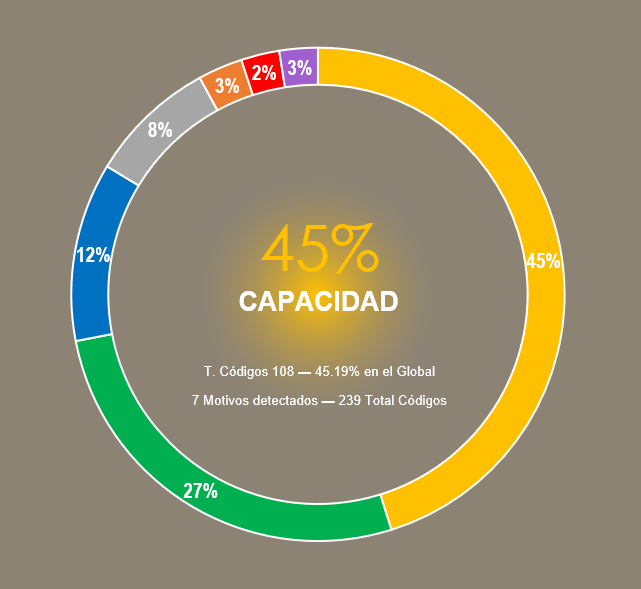 3%
2%
3%
8%
12%
45%
45%
CAPACIDAD
T. Códigos 108 — 45.19% en el Global
7 Motivos detectados — 239 Total Códigos
27%